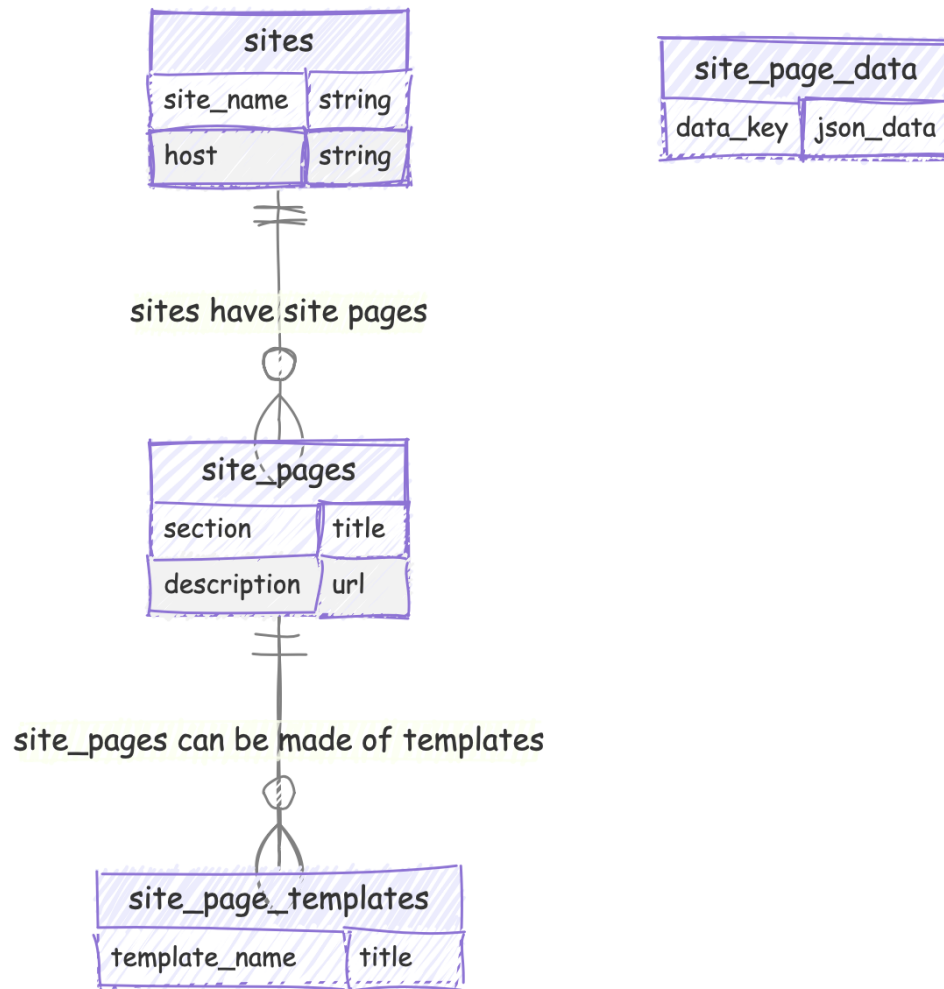 sites
site_name string
host string
sites have site pages
site_pages
section title
description url
site_pages can be made of templates
site_page_templates
template_name title
site_page_data
data_key json_data